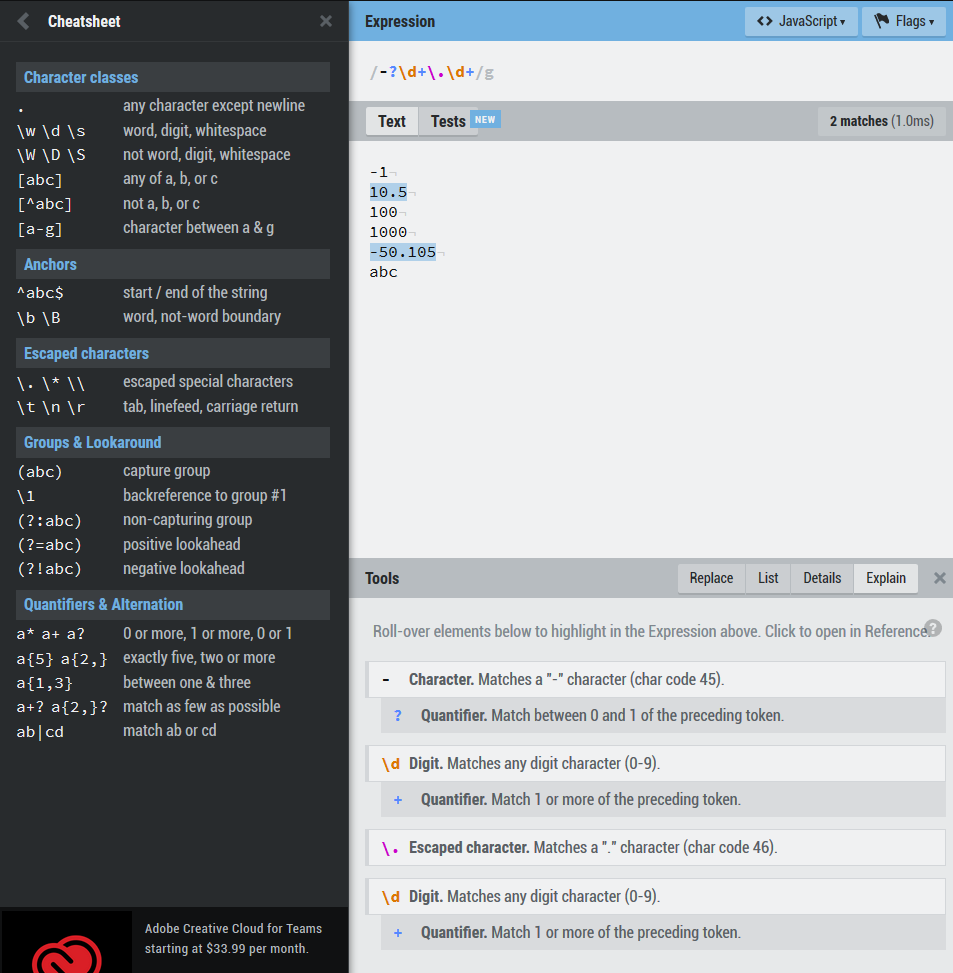 Cheatsheet ×
Character classes
. any character except newline
\w \d \s word, digit, whitespace
\W \D \S not word, digit, whitespace
[abc] any of a, b, or c
[^abc] not a, b, or c
[a-g] character between a & g
Anchors
^abc$ start / end of the string
\b \B word, not-word boundary
Escaped characters
\. \* \\ escaped special characters
\t \n \r tab, linefeed, carriage return
Groups & Lookaround
(abc) capture group
\1 backreference to group #1
(?:abc) non-capturing group
(?=abc) positive lookahead
(?!abc) negative lookahead
Quantifiers & Alternation
a* a+ a? 0 or more, 1 or more, 0 or 1
a{5} a{2,} exactly five, two or more
a{1,3} between one & three
a+? a{2,}? match as few as possible
ab|cd match ab or cd
Adobe Creative Cloud for Teams
starting at $33.99 per month.
Expression <> JavaScript ▾ Flags ▾
/-?\d+\.\d+/g
Text Tests NEW 2 matches (1.0ms)
-1¬
10.5¬
100¬
1000¬
-50.105¬
abc
Tools Replace List Details Explain ×
Roll-over elements below to highlight in the Expression above. Click to open in Reference. ?
- Character. Matches a "-" character (char code 45).
? Quantifier. Match between 0 and 1 of the preceding token.
\d Digit. Matches any digit character (0-9).
+ Quantifier. Match 1 or more of the preceding token.
\. Escaped character. Matches a "." character (char code 46).
\d Digit. Matches any digit character (0-9).
+ Quantifier. Match 1 or more of the preceding token.